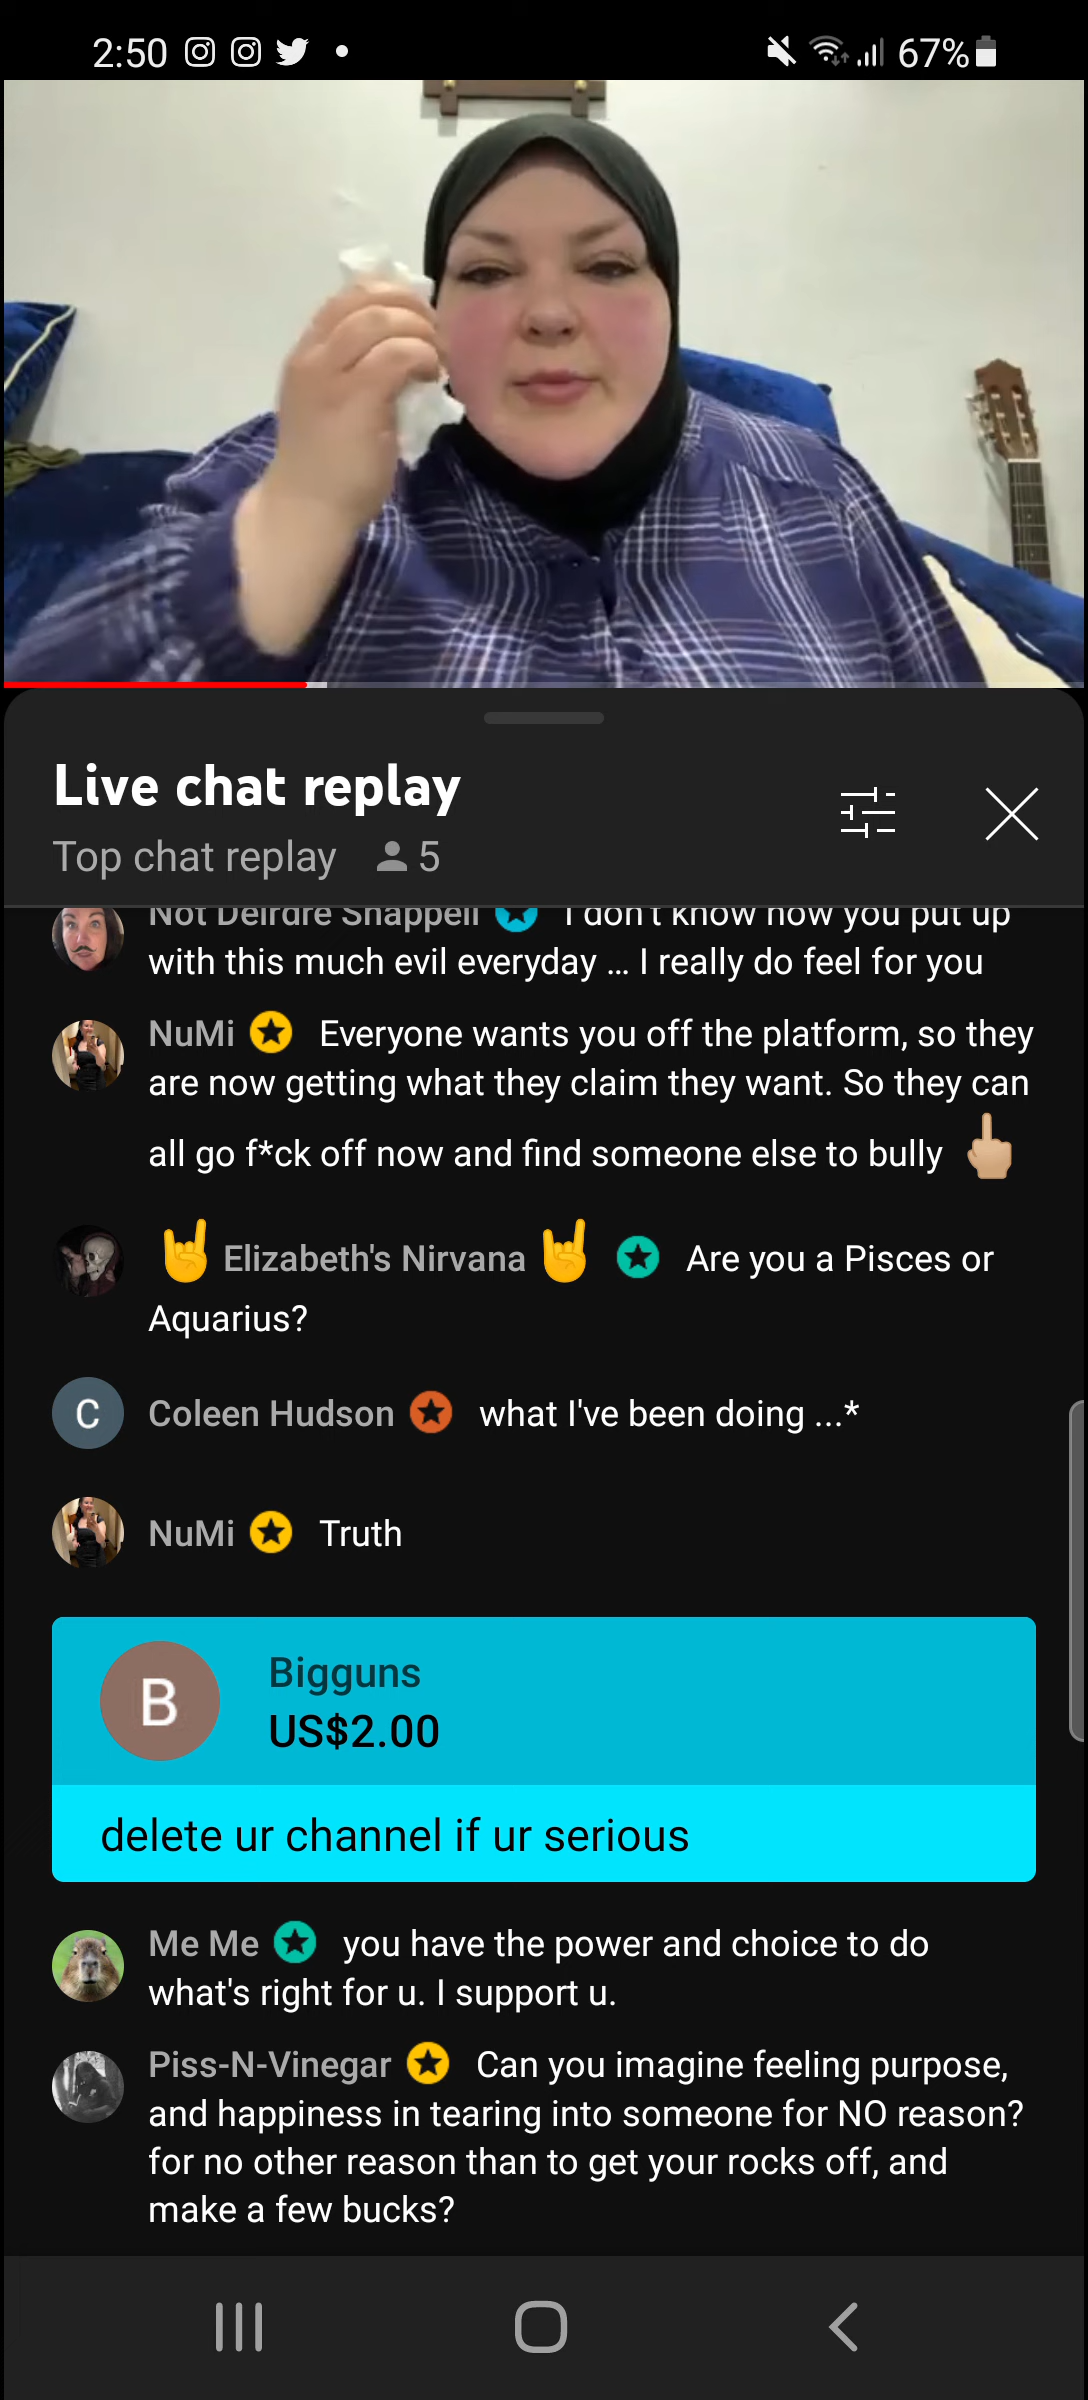 2:50 67%
Live chat replay
Top chat replay 5
Not Deirdre Shappell I don't know how you put up
with this much evil everyday ... I really do feel for you
NuMi Everyone wants you off the platform, so they
are now getting what they claim they want. So they can
all go f*ck off now and find someone else to bully 🖕🏼
🤘Elizabeth's Nirvana🤘 Are you a Pisces or
Aquarius?
C Coleen Hudson what I've been doing ...*
NuMi Truth
B Bigguns
US$2.00
delete ur channel if ur serious
Me Me you have the power and choice to do
what's right for u. I support u.
Piss-N-Vinegar Can you imagine feeling purpose,
and happiness in tearing into someone for NO reason?
for no other reason than to get your rocks off, and
make a few bucks?